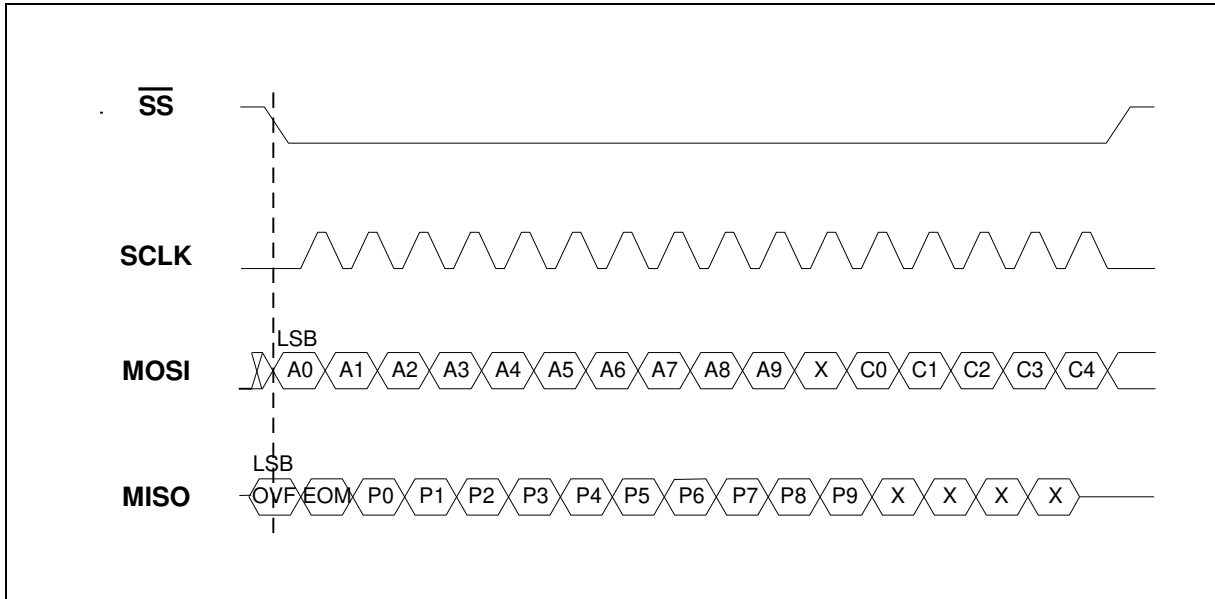 SS
SCLK
LSB
MOSI A0 A1 A2 A3 A4 A5 A6 A7 A8 A9 X C0 C1 C2 C3 C4
LSB
MISO OVF EOM P0 P1 P2 P3 P4 P5 P6 P7 P8 P9 X X X X